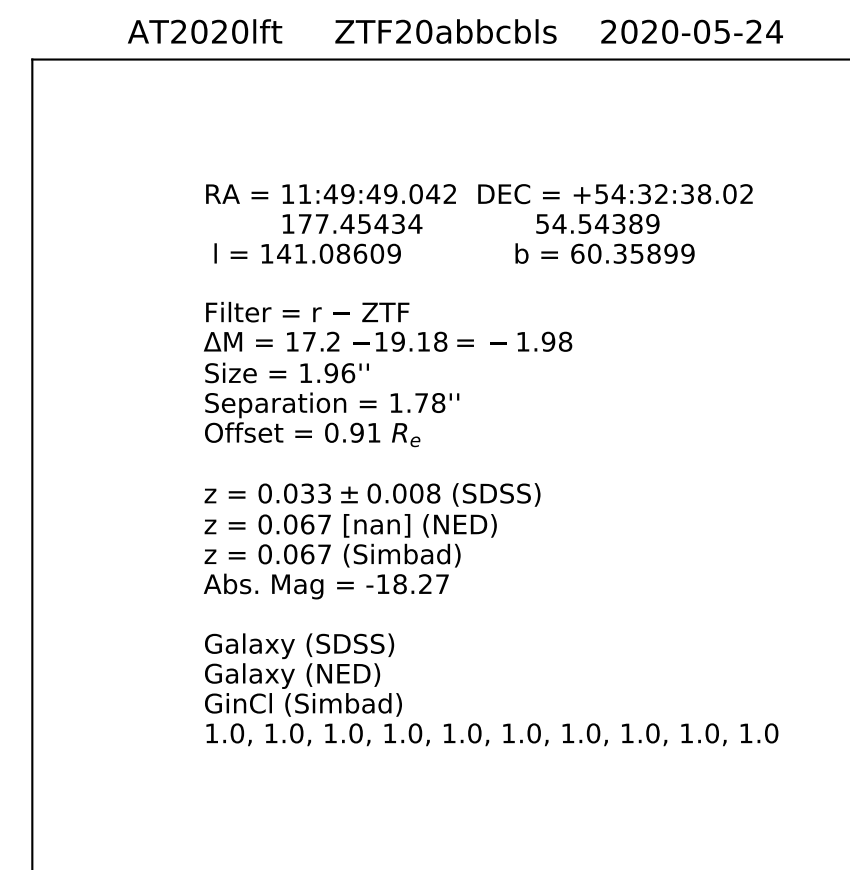 AT2020lft ZTF20abbcbls 2020-05-24
RA = 11:49:49.042 DEC = +54:32:38.02
177.45434 54.54389
l = 141.08609 b = 60.35899
Filter = r − ZTF
ΔM = 17.2 −19.18 = − 1.98
Size = 1.96''
Separation = 1.78''
Offset = 0.91 Rₑ
z = 0.033 ± 0.008 (SDSS)
z = 0.067 [nan] (NED)
z = 0.067 (Simbad)
Abs. Mag = -18.27
Galaxy (SDSS)
Galaxy (NED)
GinCl (Simbad)
1.0, 1.0, 1.0, 1.0, 1.0, 1.0, 1.0, 1.0, 1.0, 1.0